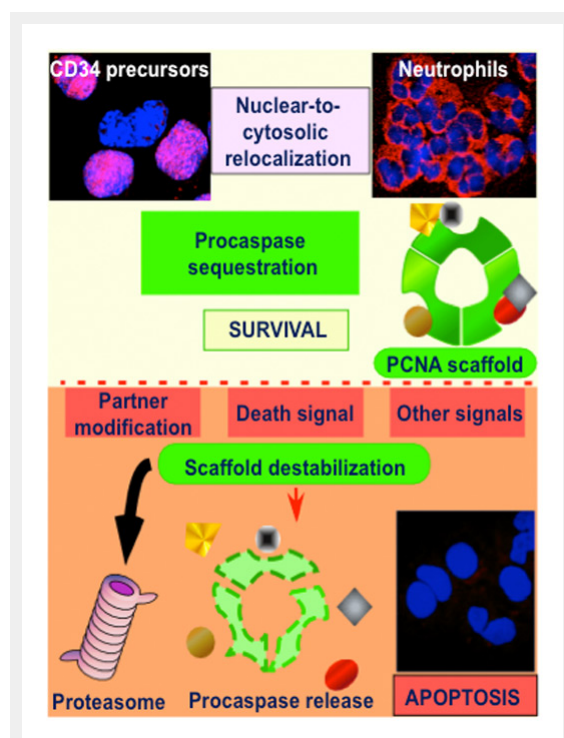 CD34 precursors
Neutrophils
Nuclear-to-
cytosolic
relocalization
Procaspase
sequestration
SURVIVAL
PCNA scaffold
Partner
modification
Death signal
Other signals
Scaffold destabilization
Proteasome
Procaspase release
APOPTOSIS